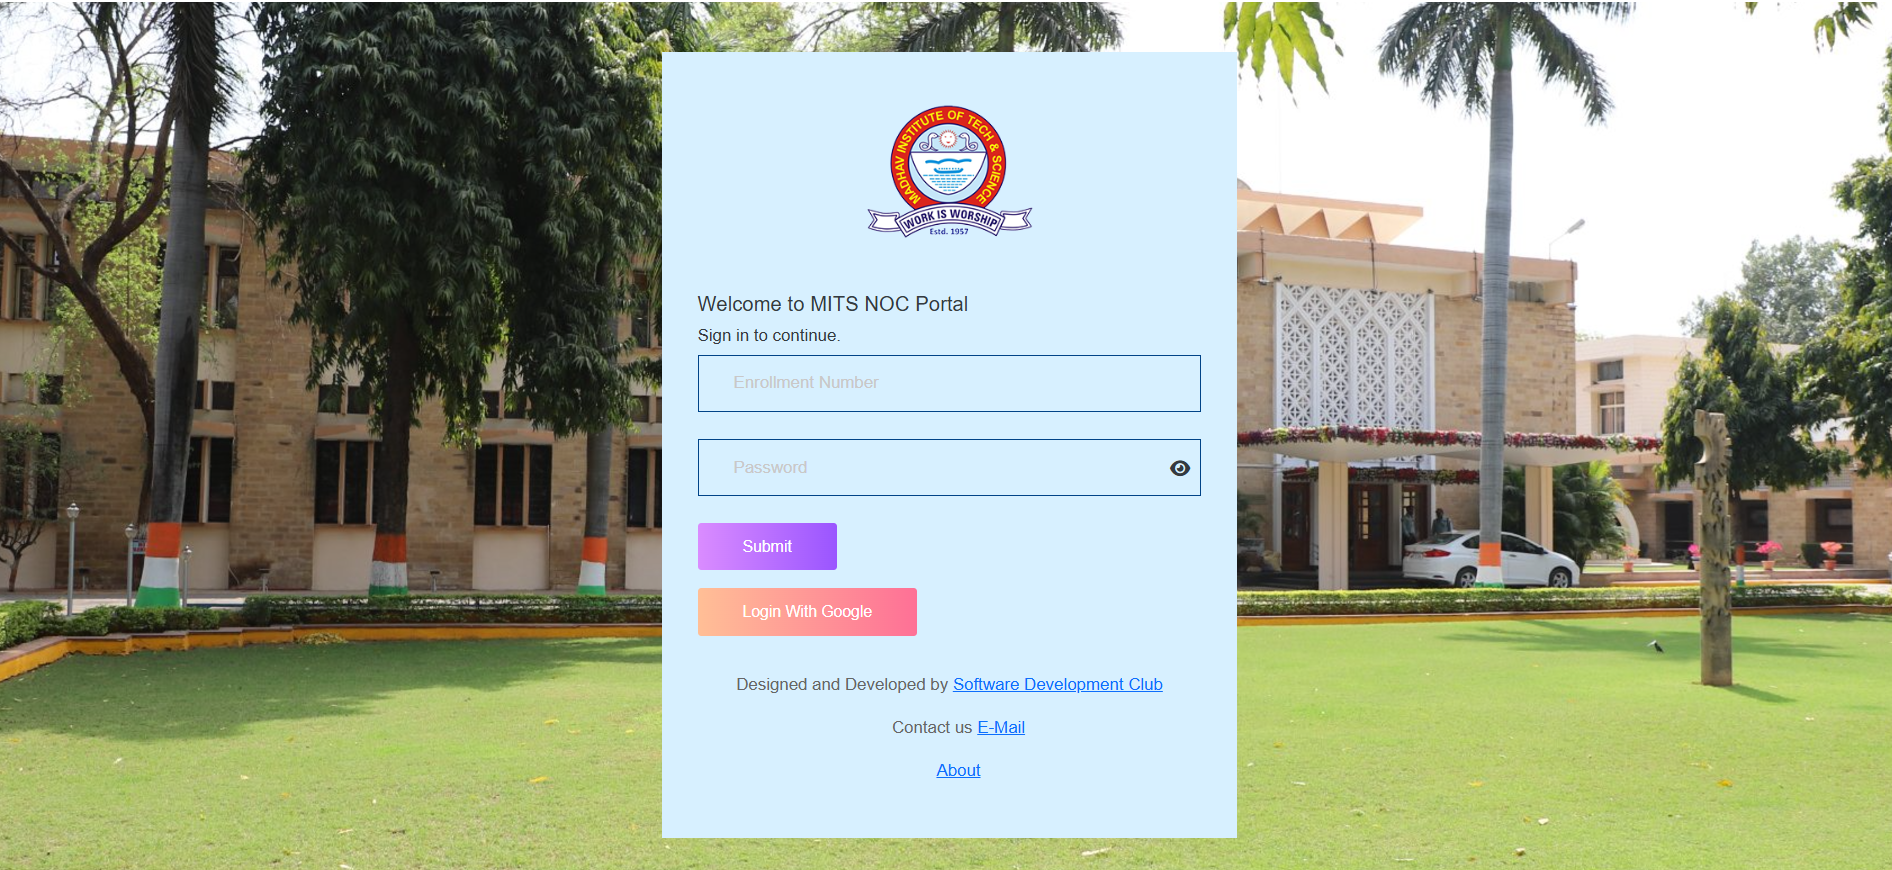 MADHAV INSTITUTE OF TECH & SCIENCE
WORK IS WORSHIP
Estd. 1957
Welcome to MITS NOC Portal
Sign in to continue.
Enrollment Number
Password
Submit
Login With Google
Designed and Developed by Software Development Club
Contact us E-Mail
About